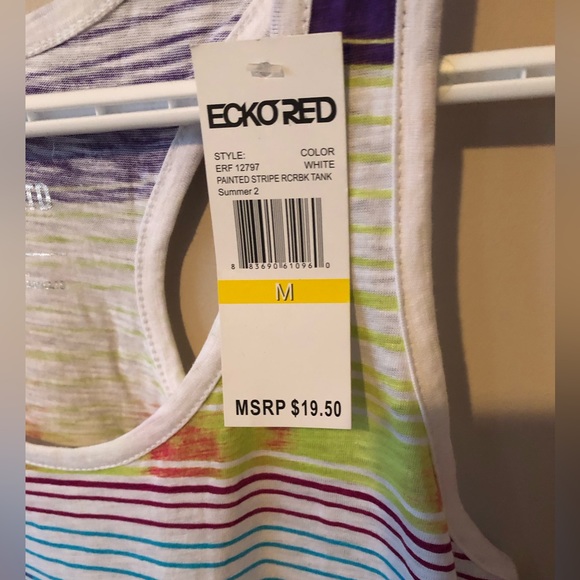 ECKO RED
STYLE: COLOR
ERF 12797 WHITE
PAINTED STRIPE RCRBK TANK
Summer 2
8 83690 61096 0
M
MSRP $19.50